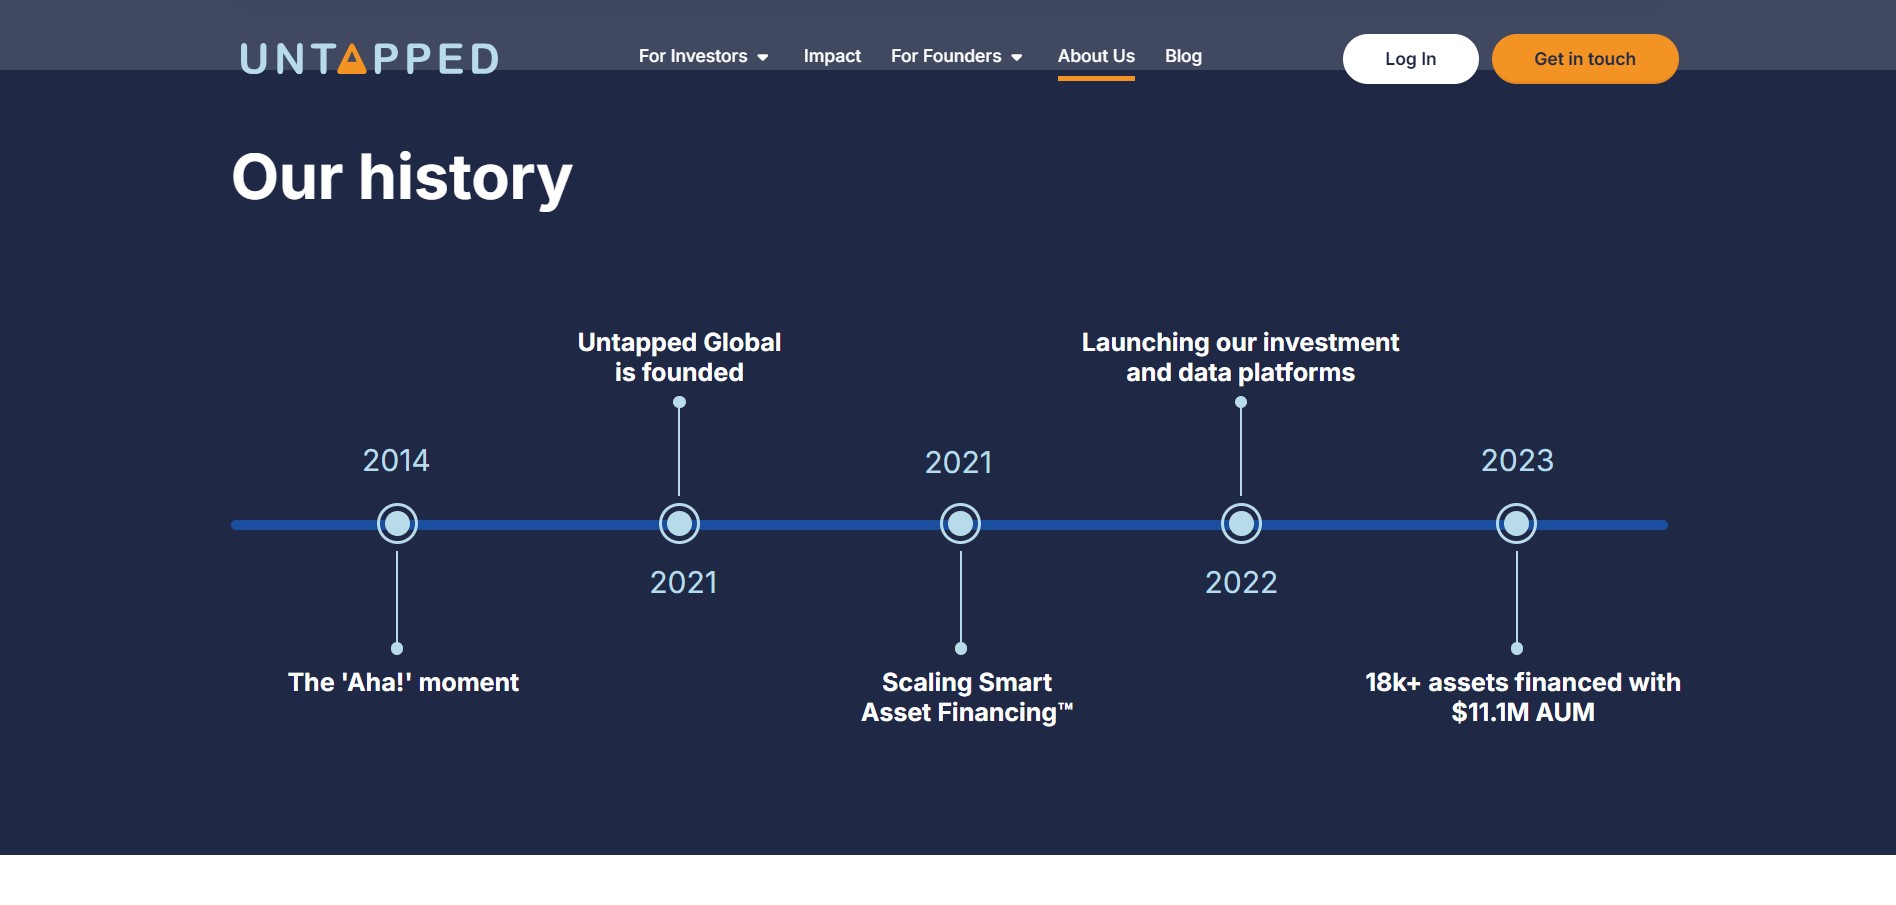 UNTAPPED
For Investors
Impact
For Founders
About Us
Blog
Log In
Get in touch
Our history
2014
The 'Aha!' moment
Untapped Global
is founded
2021
2021
Scaling Smart
Asset Financing™
Launching our investment
and data platforms
2022
2023
18k+ assets financed with
$11.1M AUM